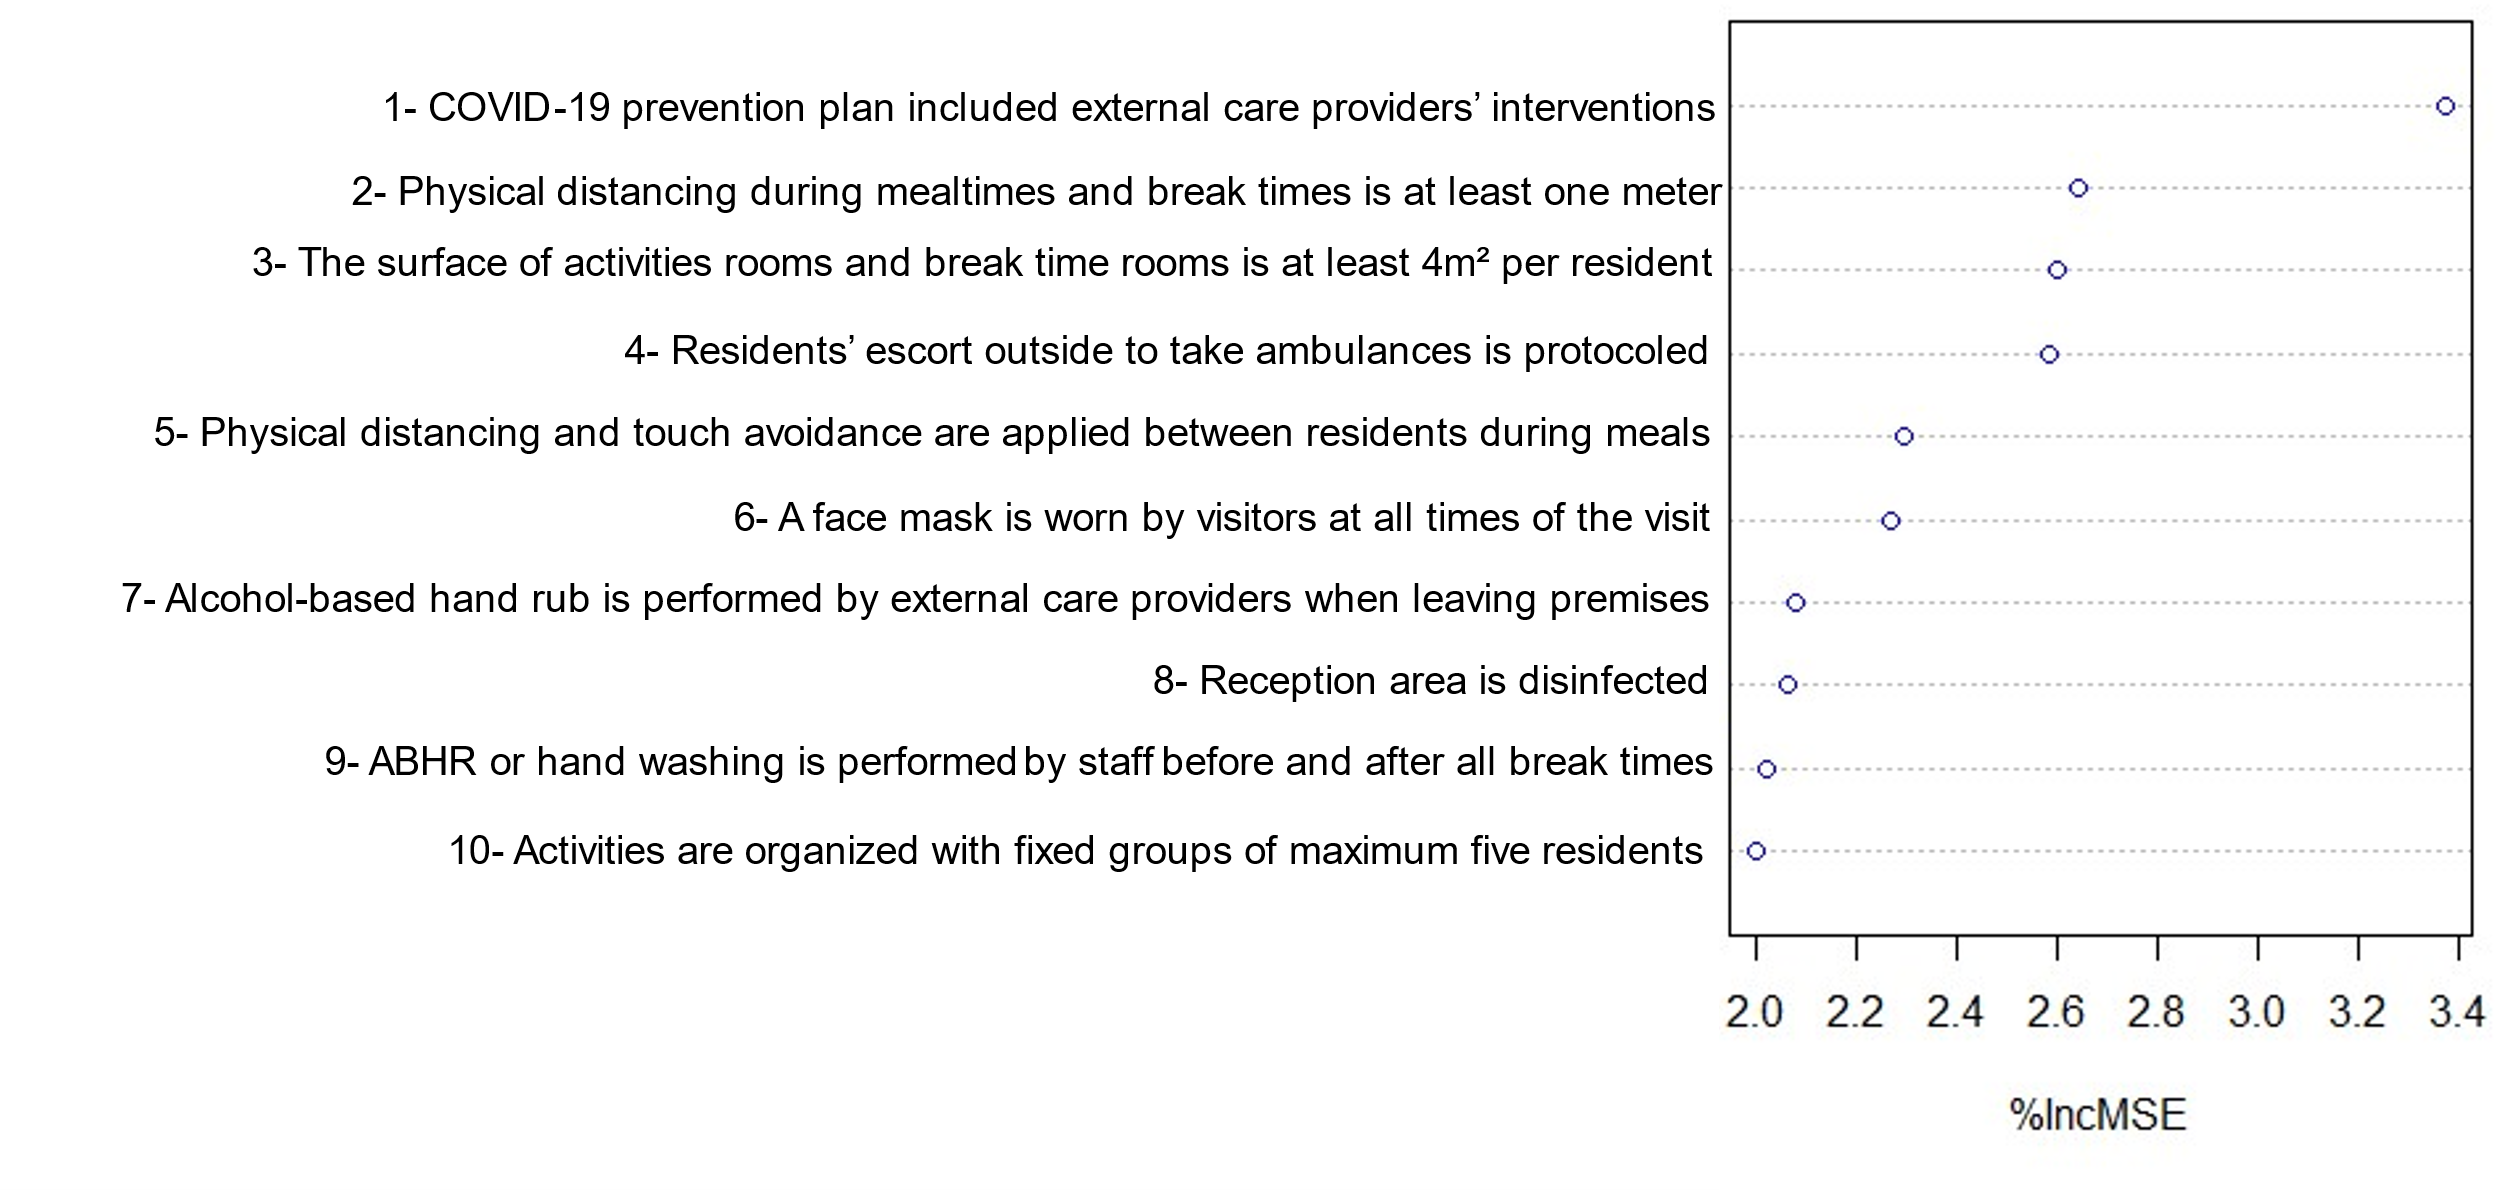 1- COVID-19 prevention plan included external care providers’ interventions
2- Physical distancing during mealtimes and break times is at least one meter
3- The surface of activities rooms and break time rooms is at least 4m² per resident
4- Residents’ escort outside to take ambulances is protocoled
5- Physical distancing and touch avoidance are applied between residents during meals
6- A face mask is worn by visitors at all times of the visit
7- Alcohol-based hand rub is performed by external care providers when leaving premises
8- Reception area is disinfected
9- ABHR or hand washing is performed by staff before and after all break times
10- Activities are organized with fixed groups of maximum five residents
2.0 2.2 2.4 2.6 2.8 3.0 3.2 3.4
%IncMSE